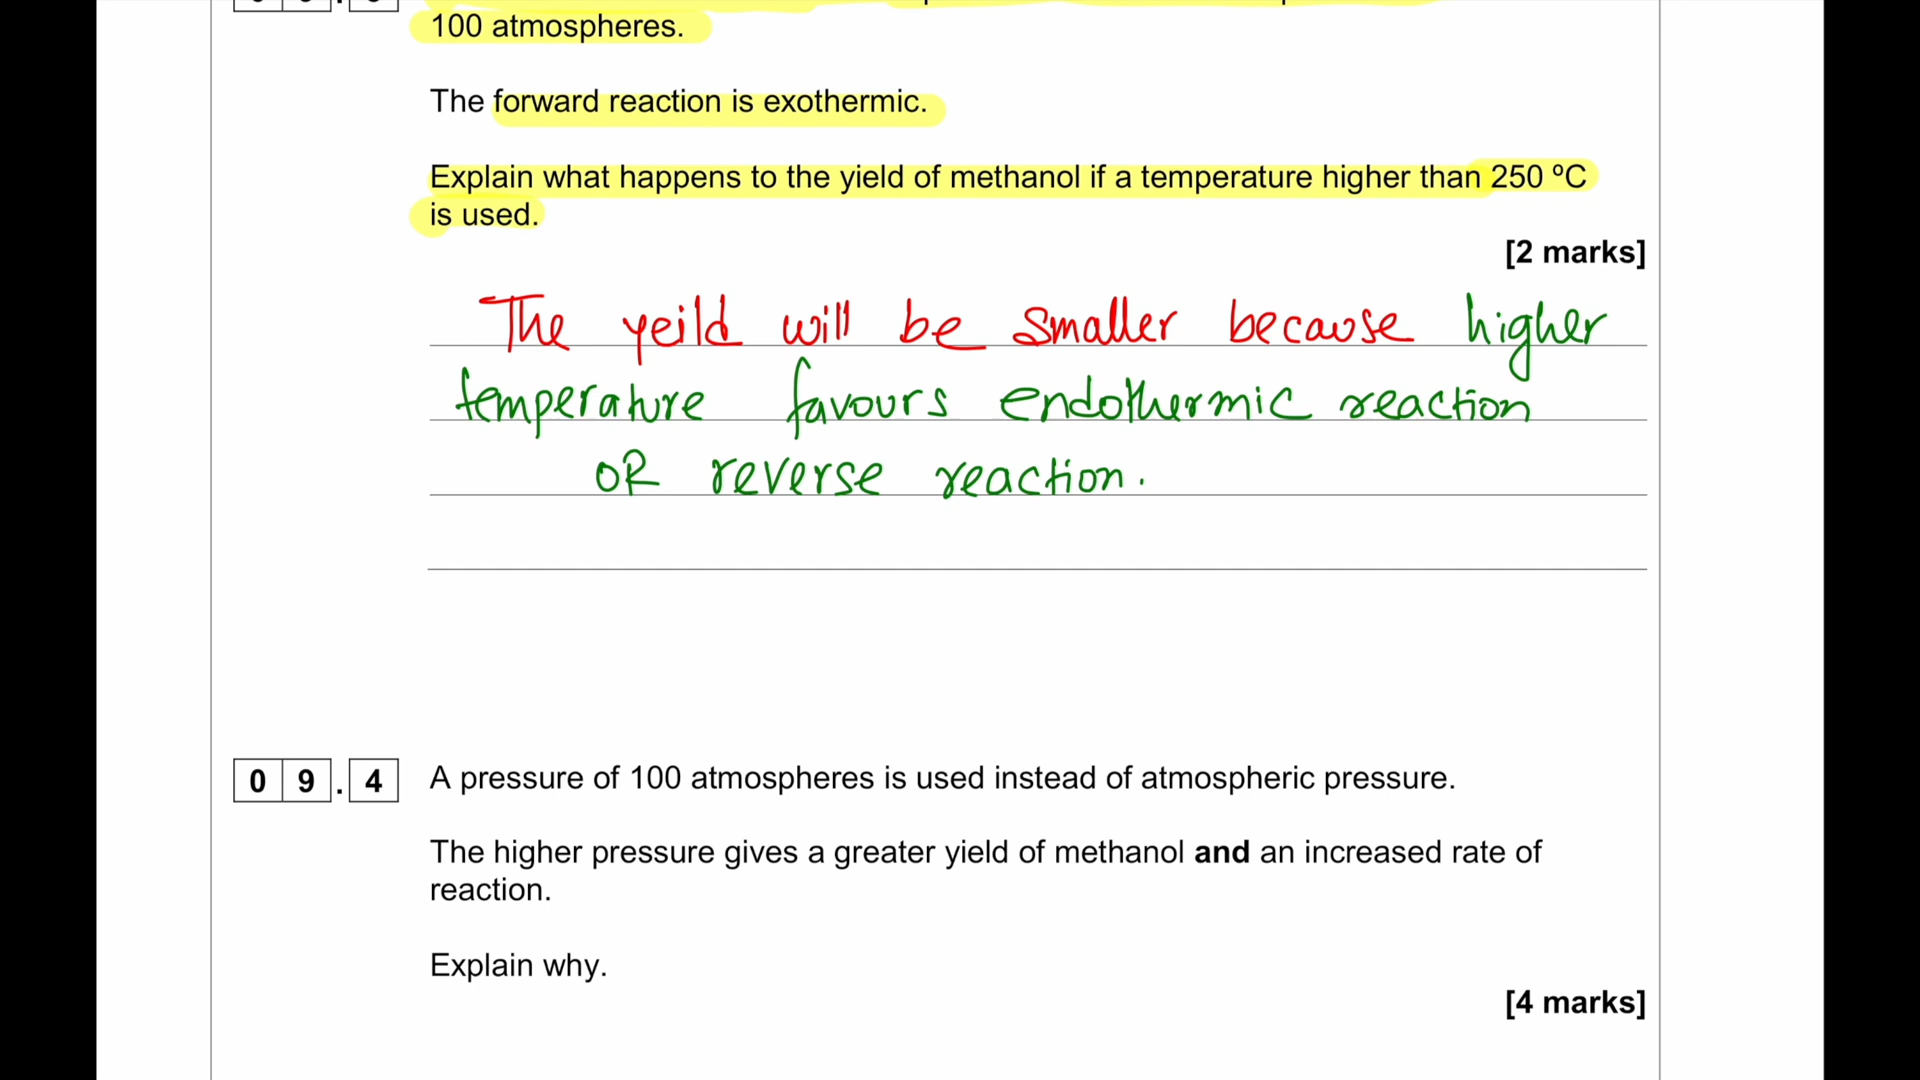 100 atmospheres.
The forward reaction is exothermic.
Explain what happens to the yield of methanol if a temperature higher than 250 ºC
is used.
[2 marks]
The yeild will be smaller because higher
temperature favours endothermic reaction
OR reverse reaction.
09.4 A pressure of 100 atmospheres is used instead of atmospheric pressure.
The higher pressure gives a greater yield of methanol and an increased rate of
reaction.
Explain why.
[4 marks]